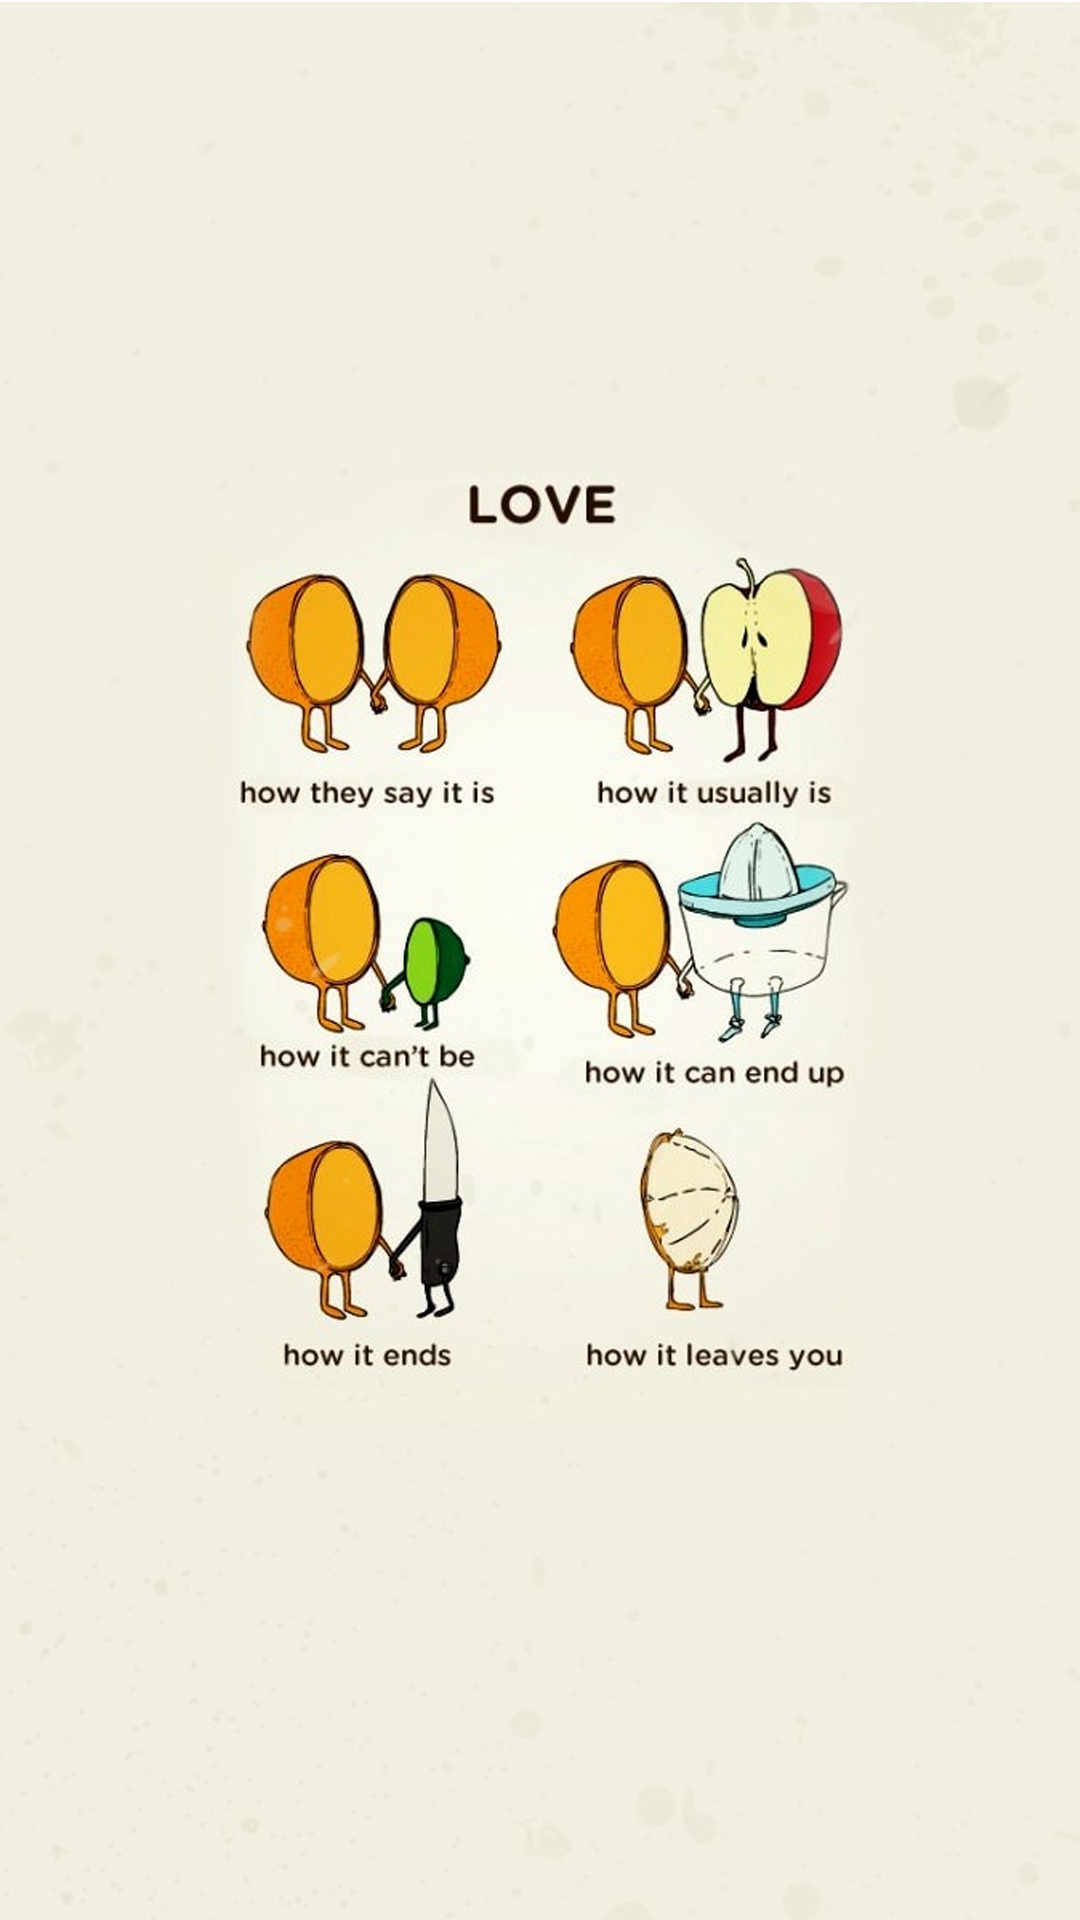 LOVE
how they say it is
how it usually is
how it can't be
how it can end up
how it ends
how it leaves you